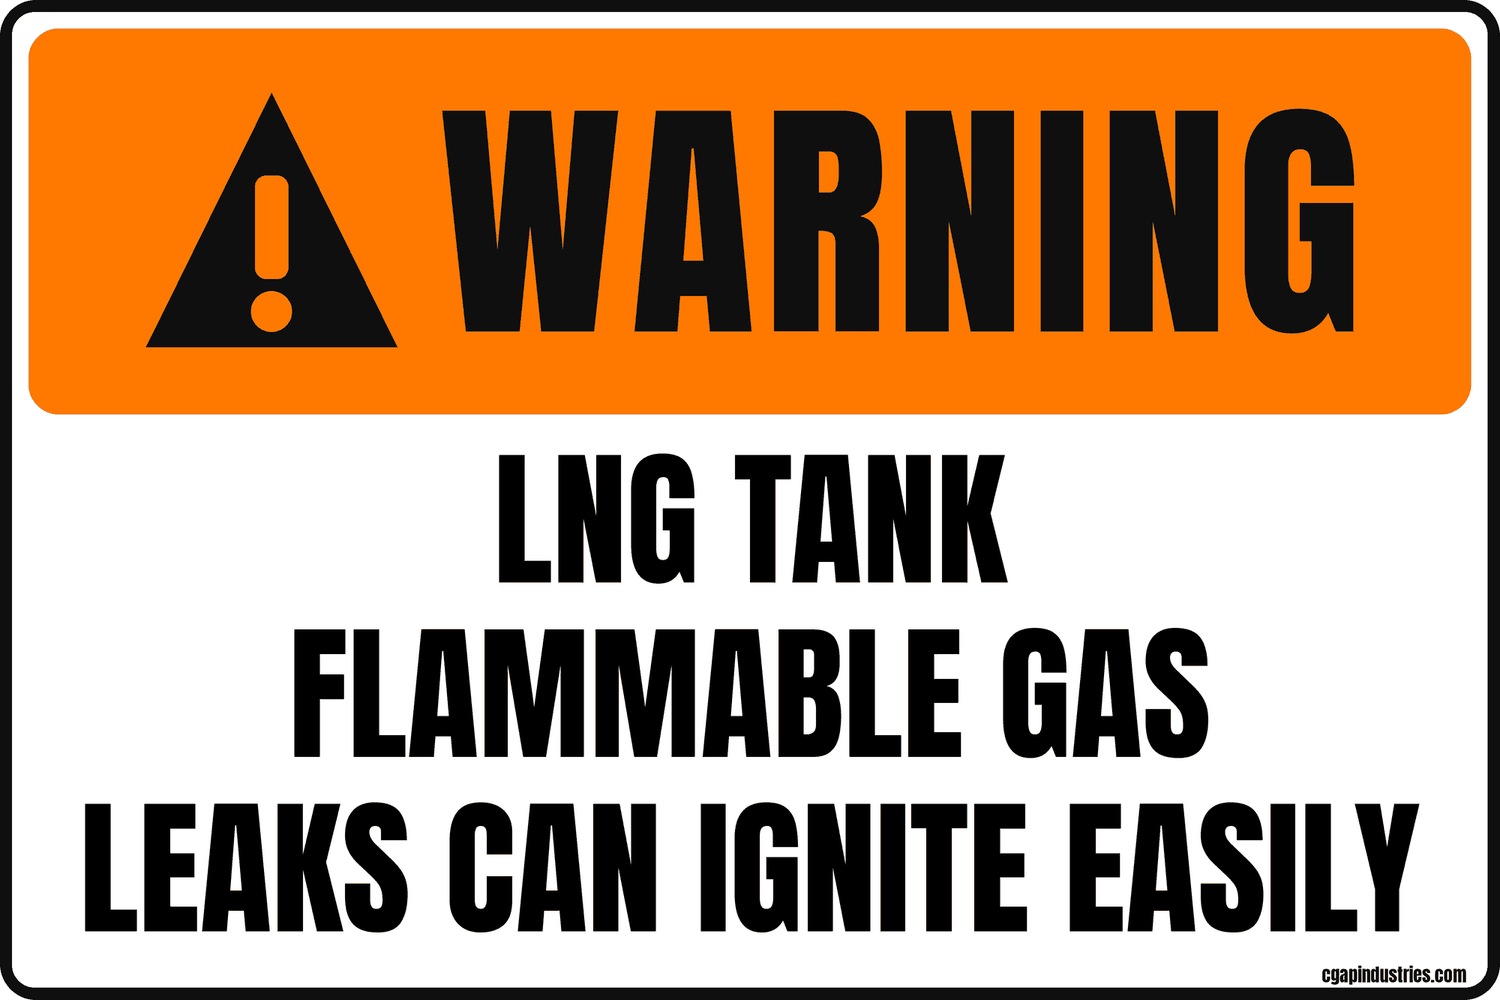 WARNING
LNG TANK
FLAMMABLE GAS
LEAKS CAN IGNITE EASILY
cgapindustries.com